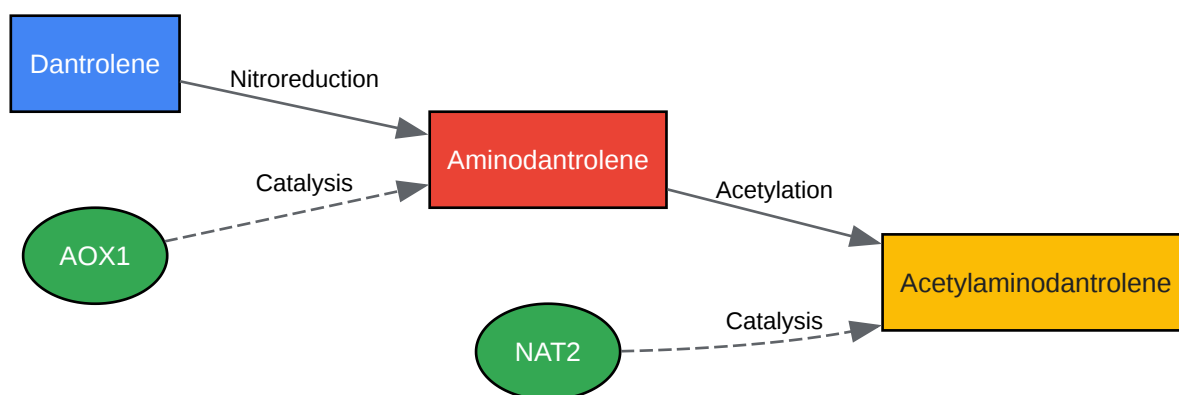 Dantrolene
Nitroreduction
Aminodantrolene
Catalysis
Acetylation
AOX1
Acetylaminodantrolene
Catalysis
NAT2